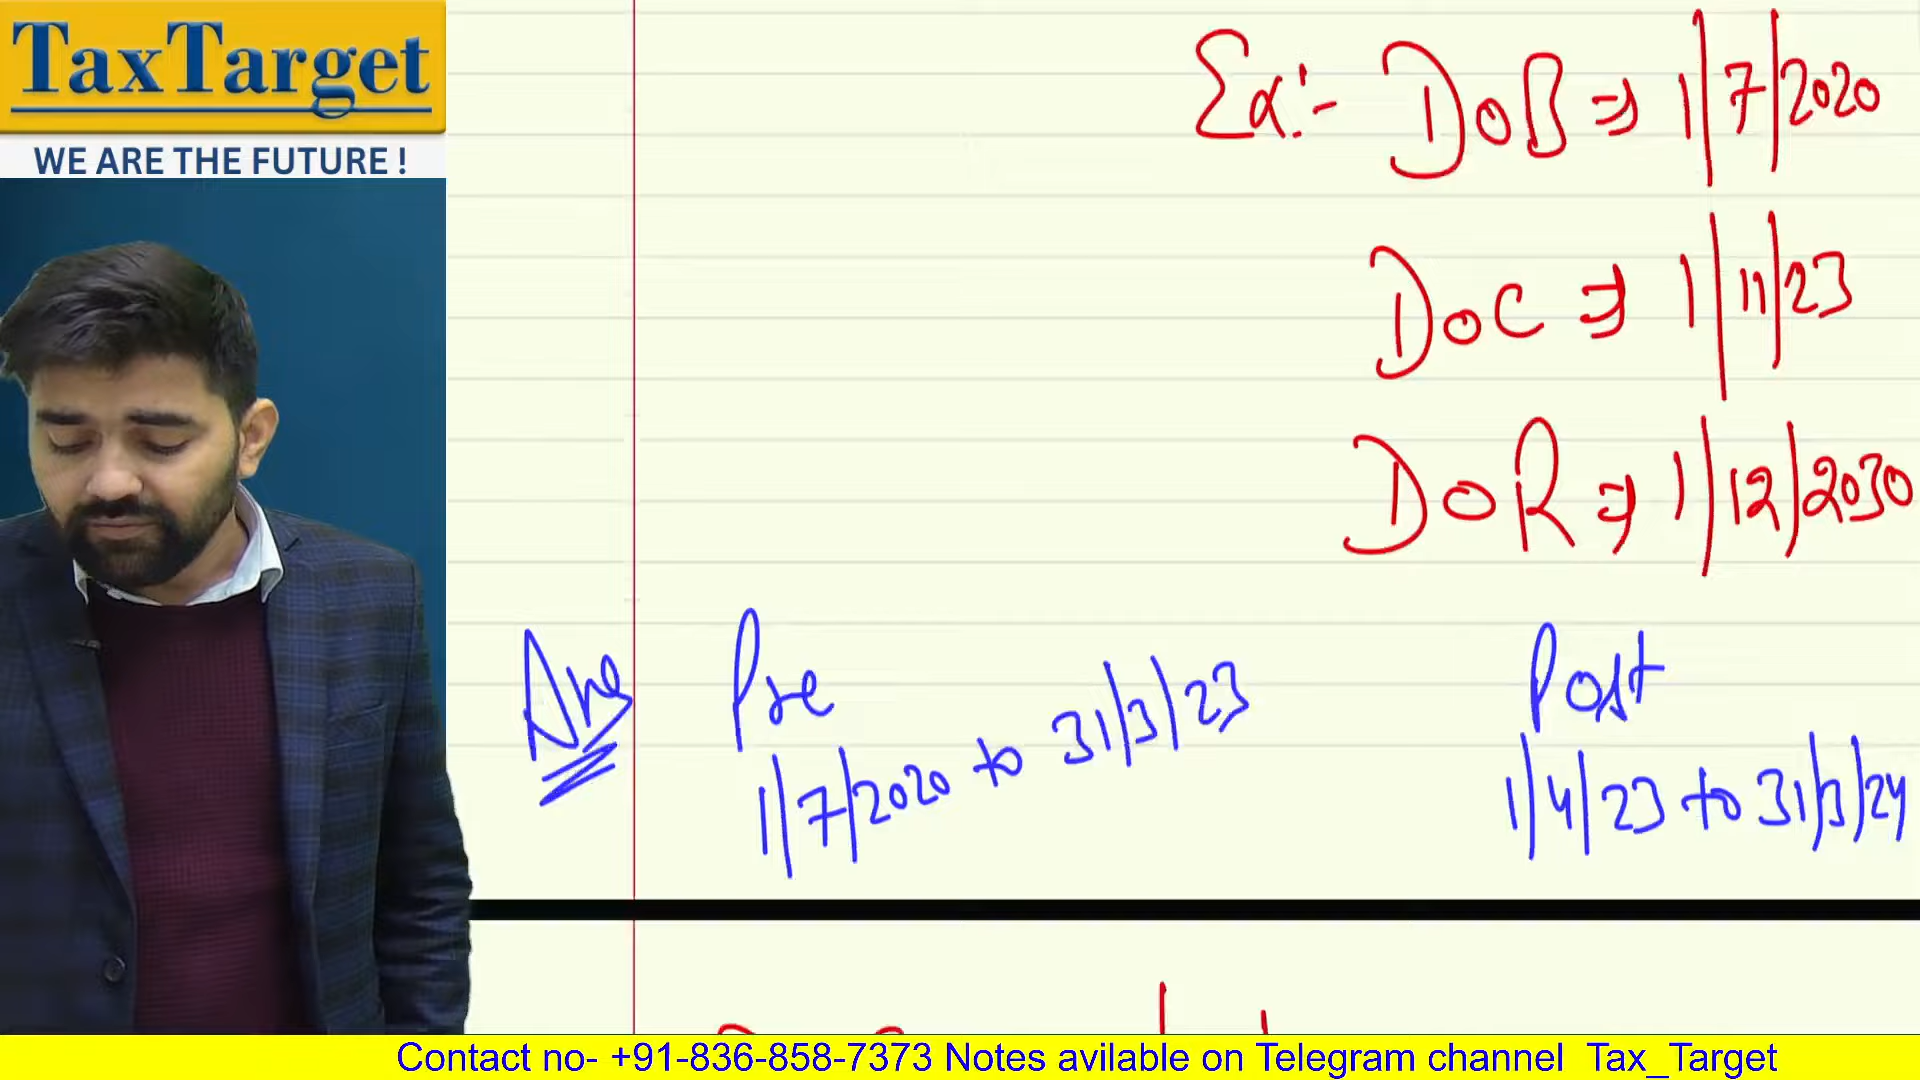 TaxTarget
WE ARE THE FUTURE !
Ex:- DOB ⇒ 1/7/2020
DOC ⇒ 1/11/23
DOR ⇒ 1/12/2030
Ans Pre Post
1/7/2020 to 31/3/23 1/4/23 to 31/3/24
Contact no- +91-836-858-7373 Notes avilable on Telegram channel Tax_Target